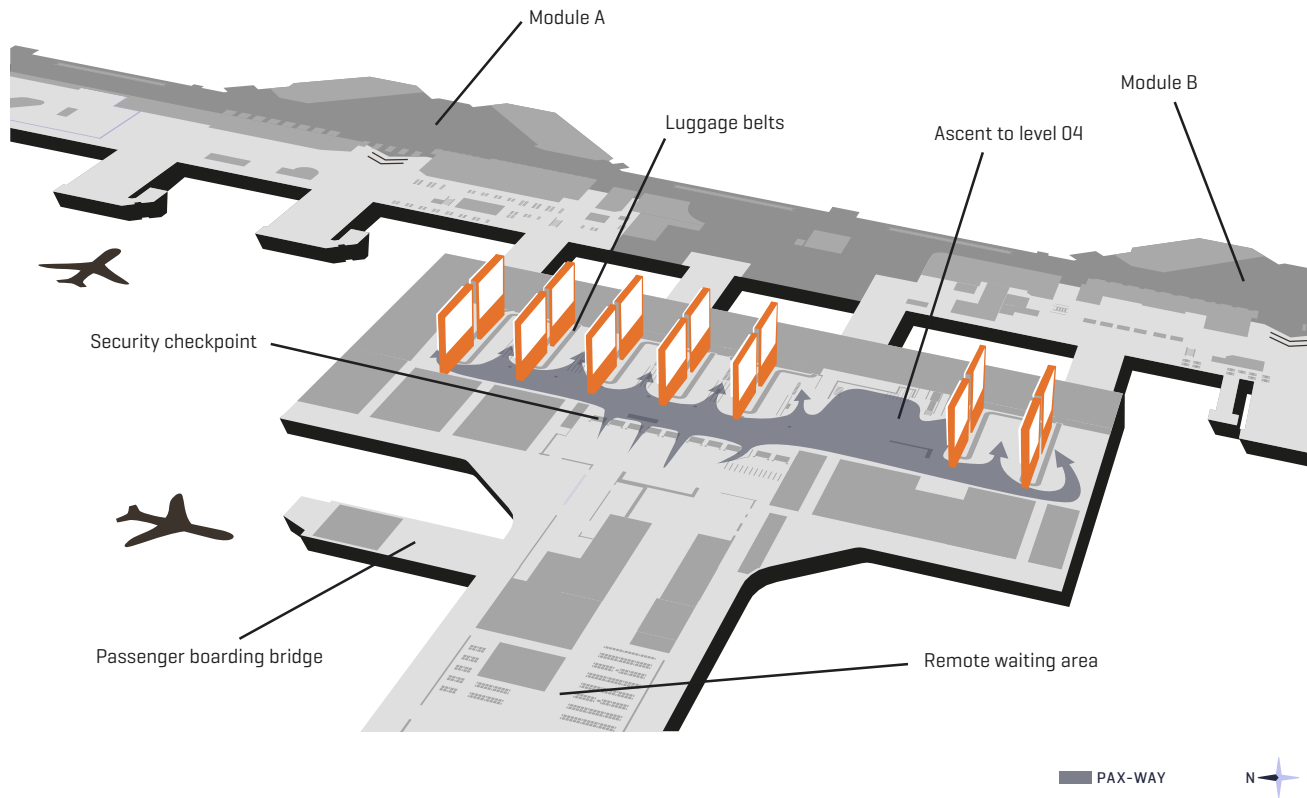 Module A
Module B
Luggage belts
Ascent to level 04
Security checkpoint
Passenger boarding bridge
Remote waiting area
PAX-WAY
N